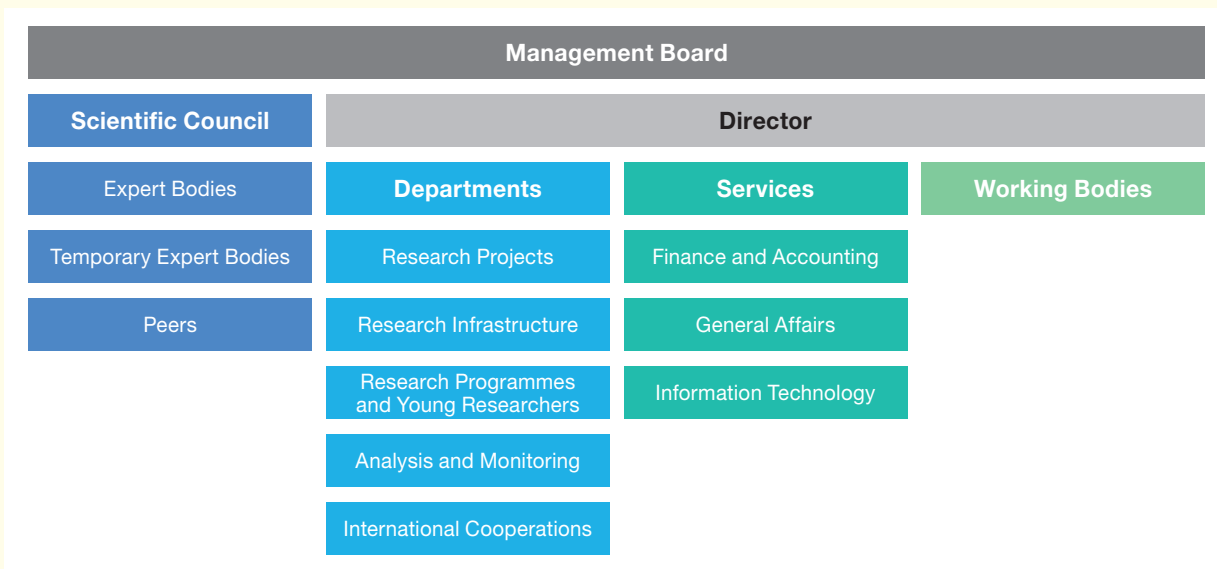 Management Board
Scientific Council
Director
Expert Bodies
Departments
Services
Working Bodies
Temporary Expert Bodies
Research Projects
Finance and Accounting
Peers
Research Infrastructure
General Affairs
Research Programmes
and Young Researchers
Information Technology
Analysis and Monitoring
International Cooperations